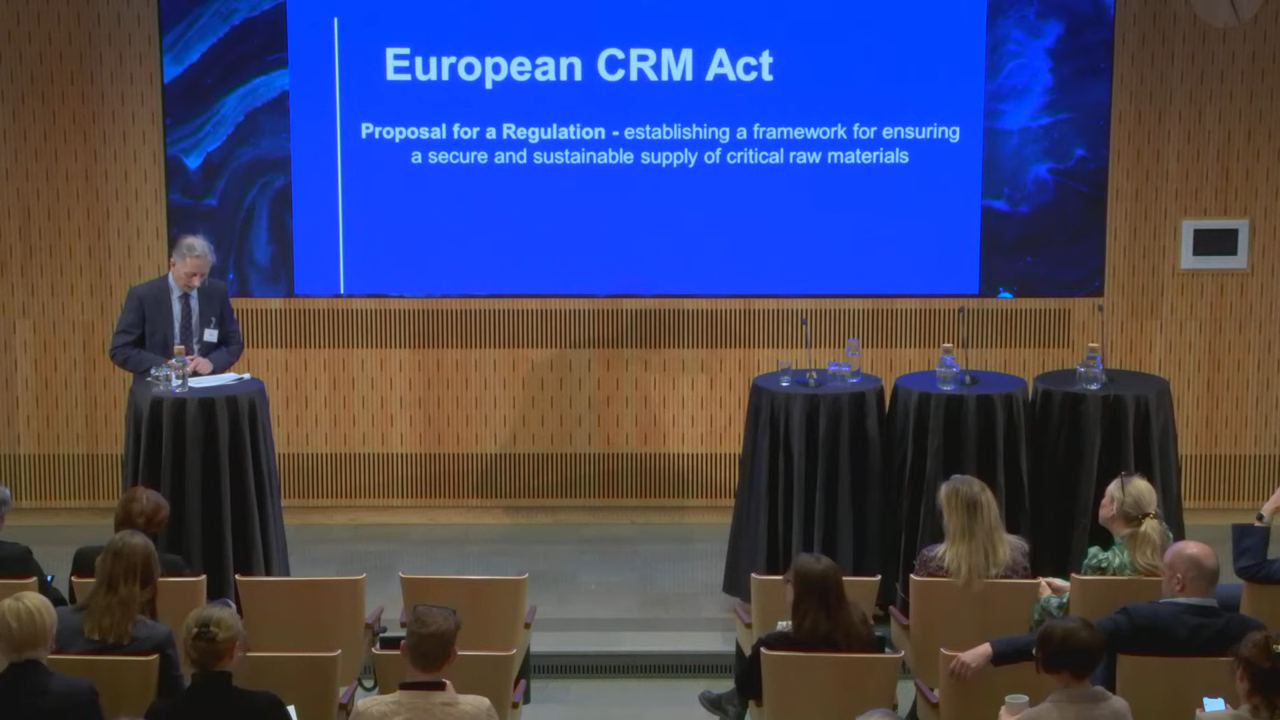 European CRM Act
Proposal for a Regulation - establishing a framework for ensuring
a secure and sustainable supply of critical raw materials